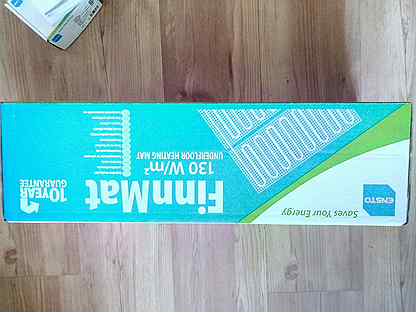 ENSTO
Saves Your Energy
FinnMat
130 W/m²
UNDERFLOOR HEATING MAT
10 YEAR
GUARANTEE